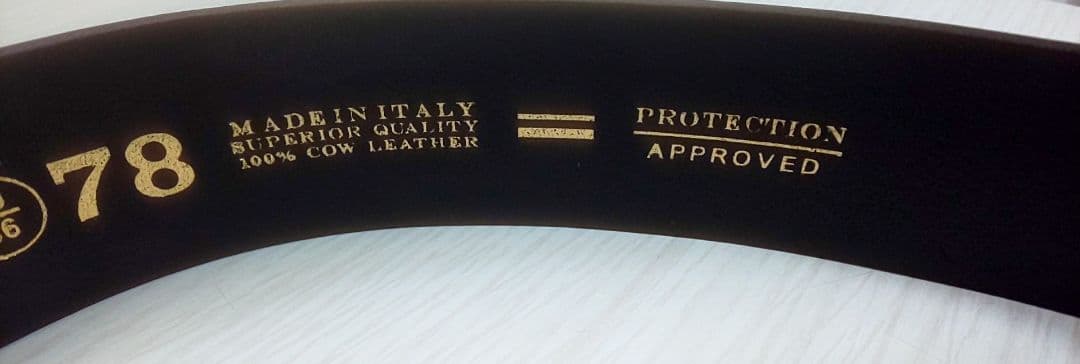 78
MADE IN ITALY
SUPERIOR QUALITY
100% COW LEATHER
PROTECTION
APPROVED